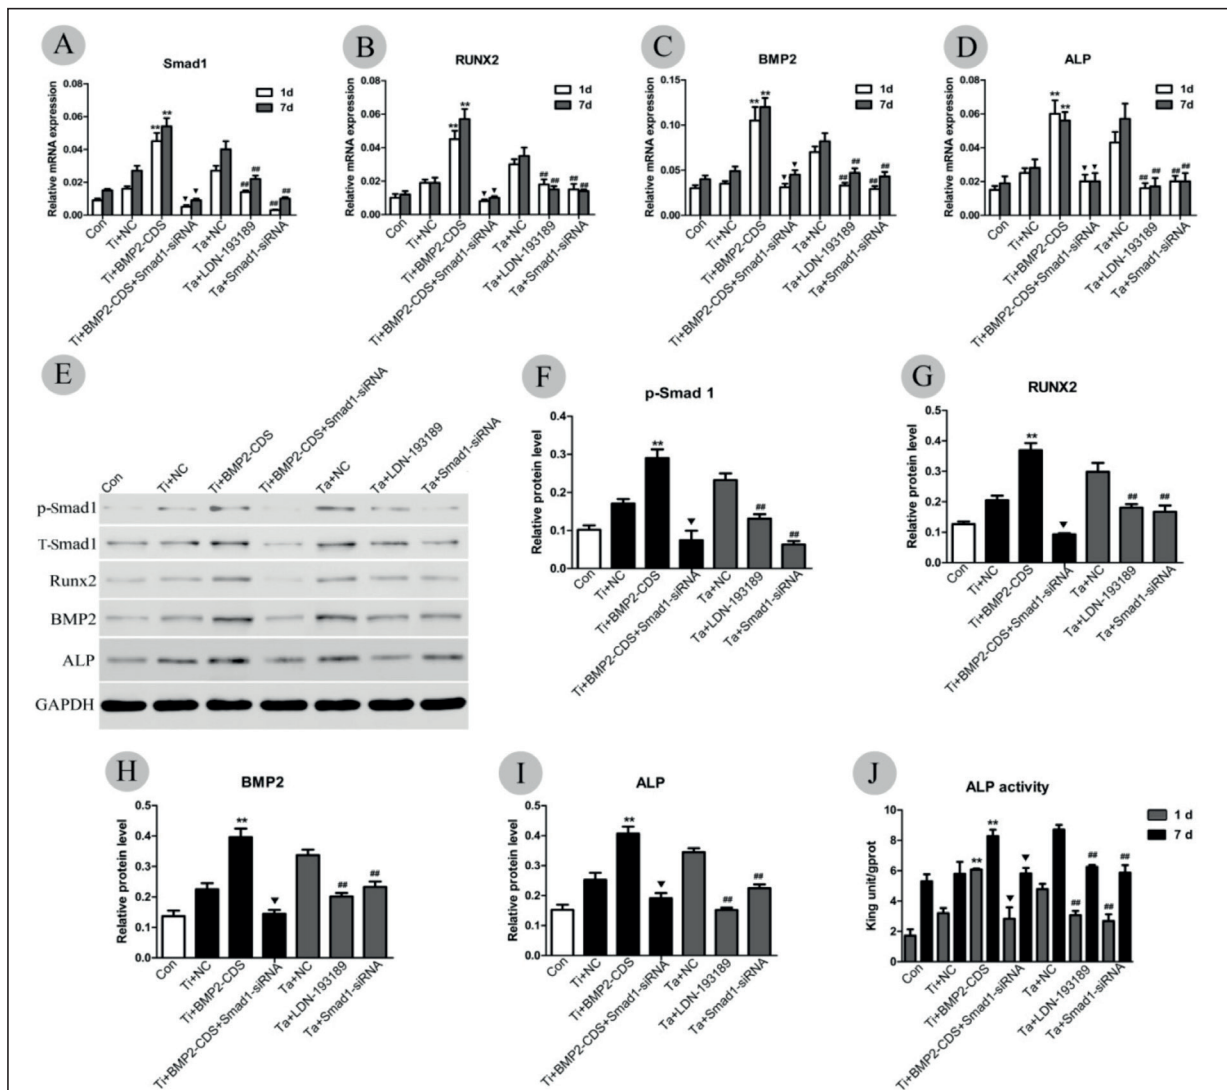 A
Smad1
Relative mRNA expression
0.08
0.06
0.04
0.02
0.00
1d
7d
**
**
▼
▼
##
##
##
##
Con
Ti+NC
Ti+BMP2-CDS
Ti+BMP2-CDS+Smad1-siRNA
Ta+NC
Ta+LDN-193189
Ta+Smad1-siRNA
B
RUNX2
Relative mRNA expression
0.08
0.06
0.04
0.02
0.00
1d
7d
**
**
▼
▼
##
##
##
##
Con
Ti+NC
Ti+BMP2-CDS
Ti+BMP2-CDS+Smad1-siRNA
Ta+NC
Ta+LDN-193189
Ta+Smad1-siRNA
C
BMP2
Relative mRNA expression
0.15
0.10
0.05
0.00
1d
7d
**
**
▼
▼
##
##
##
##
Con
Ti+NC
Ti+BMP2-CDS
Ti+BMP2-CDS+Smad1-siRNA
Ta+NC
Ta+LDN-193189
Ta+Smad1-siRNA
D
ALP
Relative mRNA expression
0.08
0.06
0.04
0.02
0.00
1d
7d
**
**
▼
▼
##
##
##
##
Con
Ti+NC
Ti+BMP2-CDS
Ti+BMP2-CDS+Smad1-siRNA
Ta+NC
Ta+LDN-193189
Ta+Smad1-siRNA
E
Con
Ti+NC
Ti+BMP2-CDS
Ti+BMP2-CDS+Smad1-siRNA
Ta+NC
Ta+LDN-193189
Ta+Smad1-siRNA
p-Smad1
T-Smad1
Runx2
BMP2
ALP
GAPDH
F
p-Smad 1
Relative protein level
0.4
0.3
0.2
0.1
0.0
**
▼
##
##
Con
Ti+NC
Ti+BMP2-CDS
Ti+BMP2-CDS+Smad1-siRNA
Ta+NC
Ta+LDN-193189
Ta+Smad1-siRNA
G
RUNX2
Relative protein level
0.5
0.4
0.3
0.2
0.1
0.0
**
▼
##
##
Con
Ti+NC
Ti+BMP2-CDS
Ti+BMP2-CDS+Smad1-siRNA
Ta+NC
Ta+LDN-193189
Ta+Smad1-siRNA
H
BMP2
Relative protein level
0.5
0.4
0.3
0.2
0.1
0.0
**
▼
##
##
Con
Ti+NC
Ti+BMP2-CDS
Ti+BMP2-CDS+Smad1-siRNA
Ta+NC
Ta+LDN-193189
Ta+Smad1-siRNA
I
ALP
Relative protein level
0.5
0.4
0.3
0.2
0.1
0.0
**
▼
##
##
Con
Ti+NC
Ti+BMP2-CDS
Ti+BMP2-CDS+Smad1-siRNA
Ta+NC
Ta+LDN-193189
Ta+Smad1-siRNA
J
ALP activity
King unit/gprot
10
8
6
4
2
0
1 d
7 d
**
**
▼
▼
##
##
##
##
Con
Ti+NC
Ti+BMP2-CDS
Ti+BMP2-CDS+Smad1-siRNA
Ta+NC
Ta+LDN-193189
Ta+Smad1-siRNA